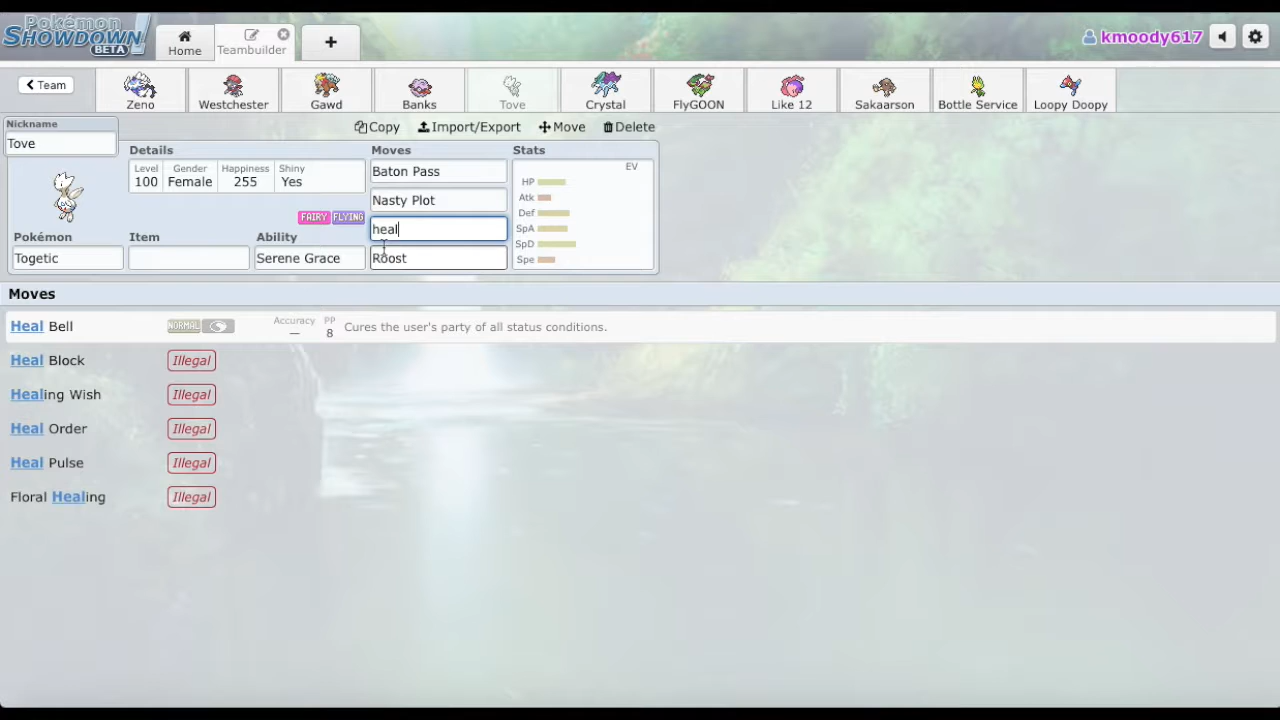 Pokémon
SHOWDOWN
BETA
Home
Teambuilder
+
kmoody617
Team
Zeno
Westchester
Gawd
Banks
Tove
Crystal
FlyGOON
Like 12
Sakaarson
Bottle Service
Loopy Doopy
Nickname
Tove
Copy
Import/Export
Move
Delete
Details
Moves
Stats
Level
Gender
Happiness
Shiny
100
Female
255
Yes
Baton Pass
Nasty Plot
heal
Roost
EV
HP
Atk
Def
SpA
SpD
Spe
FAIRY FLYING
Pokémon
Item
Ability
Togetic
Serene Grace
Moves
Heal Bell
NORMAL
Accuracy
—
PP
8
Cures the user's party of all status conditions.
Heal Block Illegal
Healing Wish Illegal
Heal Order Illegal
Heal Pulse Illegal
Floral Healing Illegal